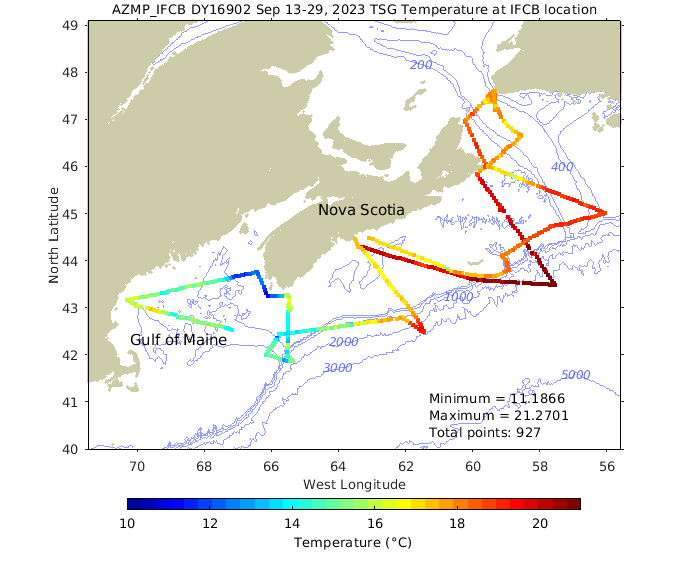 AZMP_IFCB DY16902 Sep 13-29, 2023 TSG Temperature at IFCB location
49
48
47
46
45
44
43
42
41
40
North Latitude
200
400
Nova Scotia
1000
Gulf of Maine
2000
3000
5000
Minimum = 11.1866
Maximum = 21.2701
Total points: 927
70 68 66 64 62 60 58 56
West Longitude
10 12 14 16 18 20
Temperature (°C)